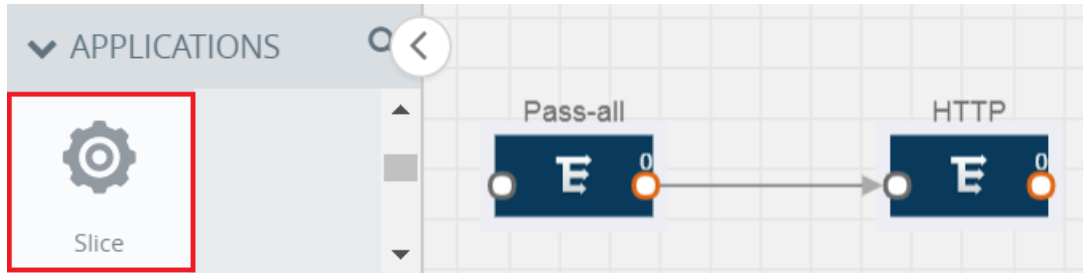 APPLICATIONS
Slice
Pass-all
0
HTTP
0